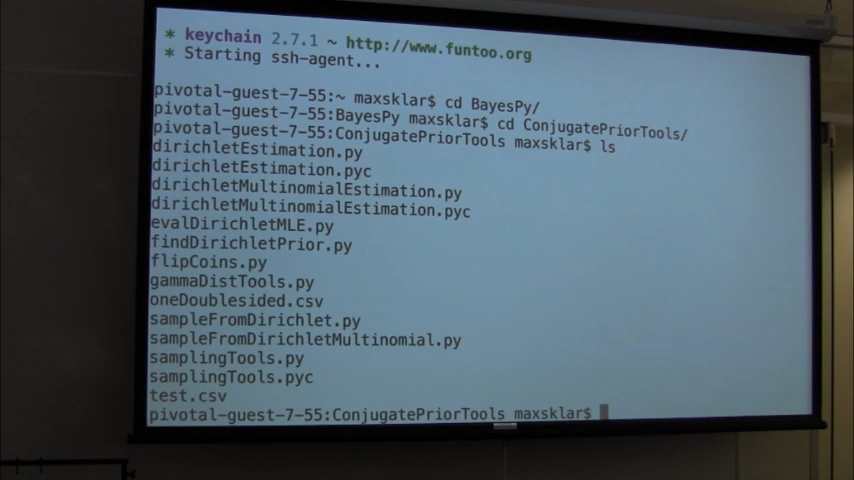 * keychain 2.7.1 ~ http://www.funtoo.org
* Starting ssh-agent...
pivotal-guest-7-55:~ maxsklar$ cd BayesPy/
pivotal-guest-7-55:BayesPy maxsklar$ cd ConjugatePriorTools/
pivotal-guest-7-55:ConjugatePriorTools maxsklar$ ls
dirichletEstimation.py
dirichletEstimation.pyc
dirichletMultinomialEstimation.py
dirichletMultinomialEstimation.pyc
evalDirichletMLE.py
findDirichletPrior.py
flipCoins.py
gammaDistTools.py
oneDoublesided.csv
sampleFromDirichlet.py
sampleFromDirichletMultinomial.py
samplingTools.py
samplingTools.pyc
test.csv
pivotal-guest-7-55:ConjugatePriorTools maxsklar$